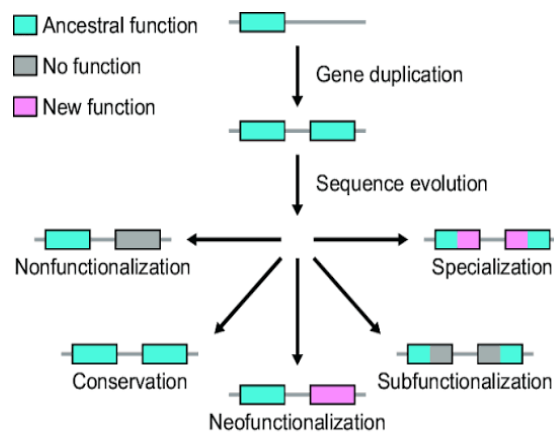 Ancestral function
No function
New function
Gene duplication
Sequence evolution
Nonfunctionalization
Specialization
Conservation
Subfunctionalization
Neofunctionalization